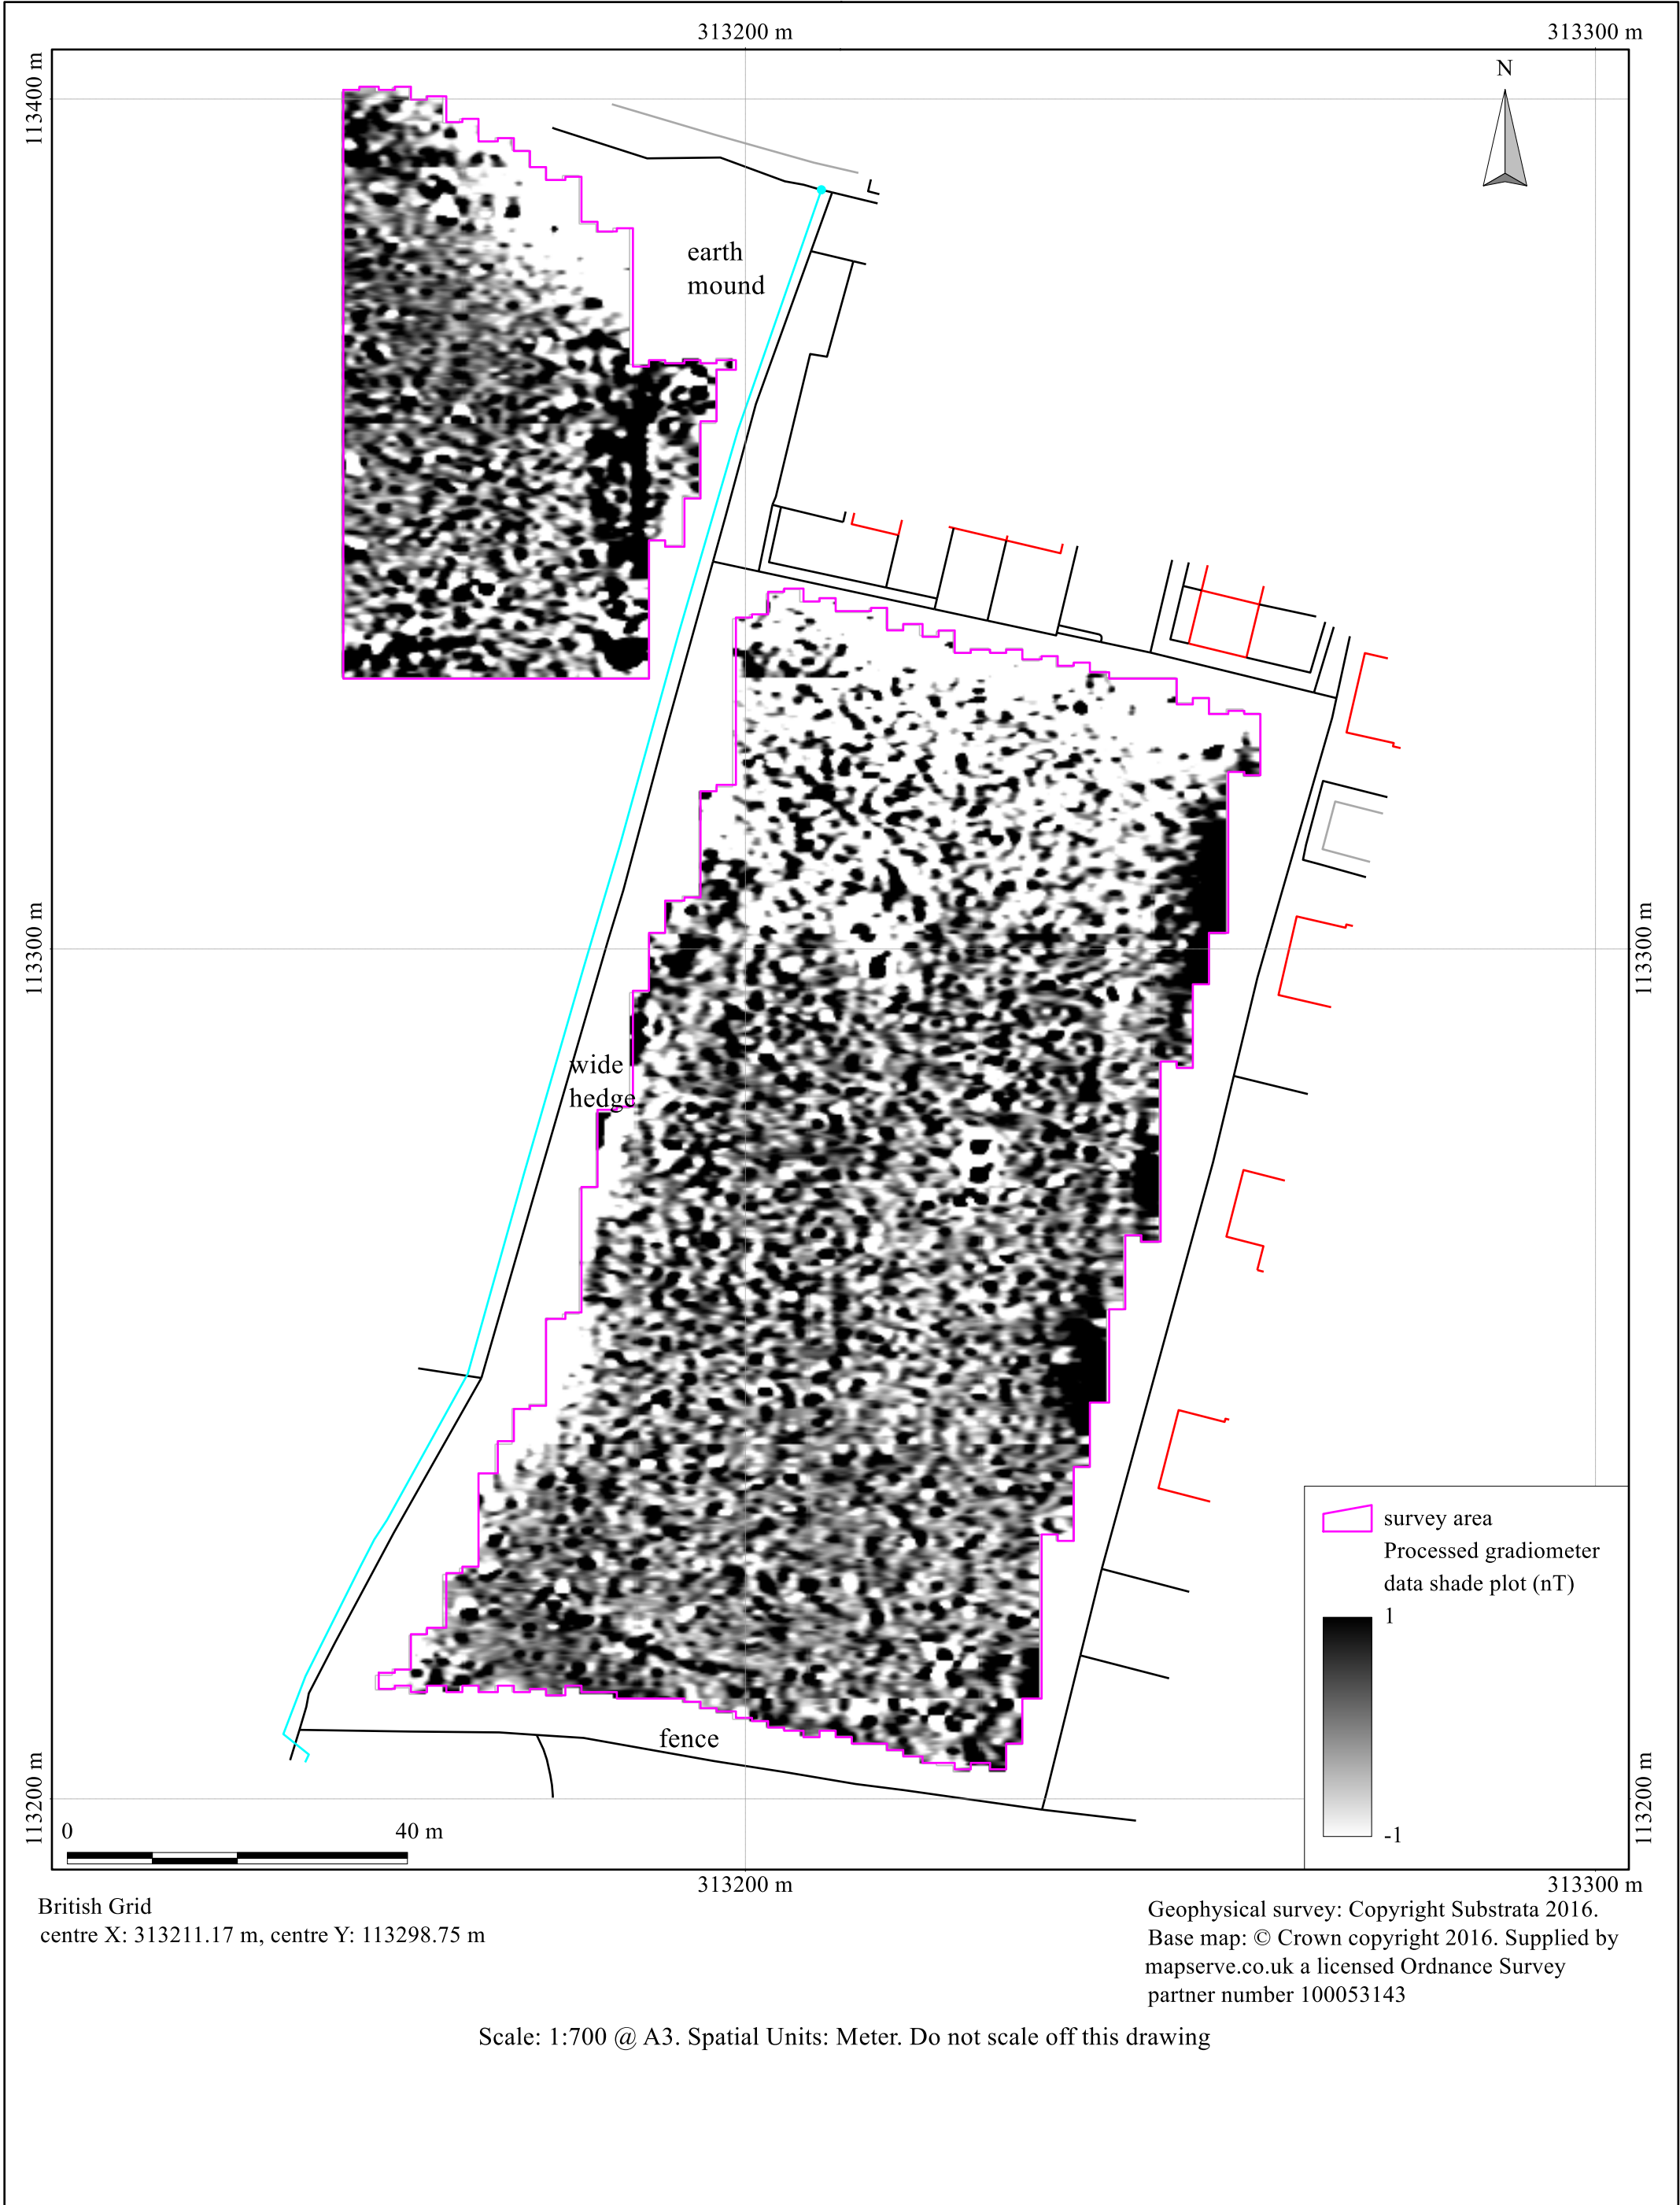 313200 m
313300 m
113400 m
N
earth
mound
113300 m
113300 m
wide
hedge
survey area
Processed gradiometer
data shade plot (nT)
1
-1
fence
113200 m
113200 m
0
40 m
313200 m
313300 m
British Grid
centre X: 313211.17 m, centre Y: 113298.75 m
Geophysical survey: Copyright Substrata 2016.
Base map: © Crown copyright 2016. Supplied by
mapserve.co.uk a licensed Ordnance Survey
partner number 100053143
Scale: 1:700 @ A3. Spatial Units: Meter. Do not scale off this drawing